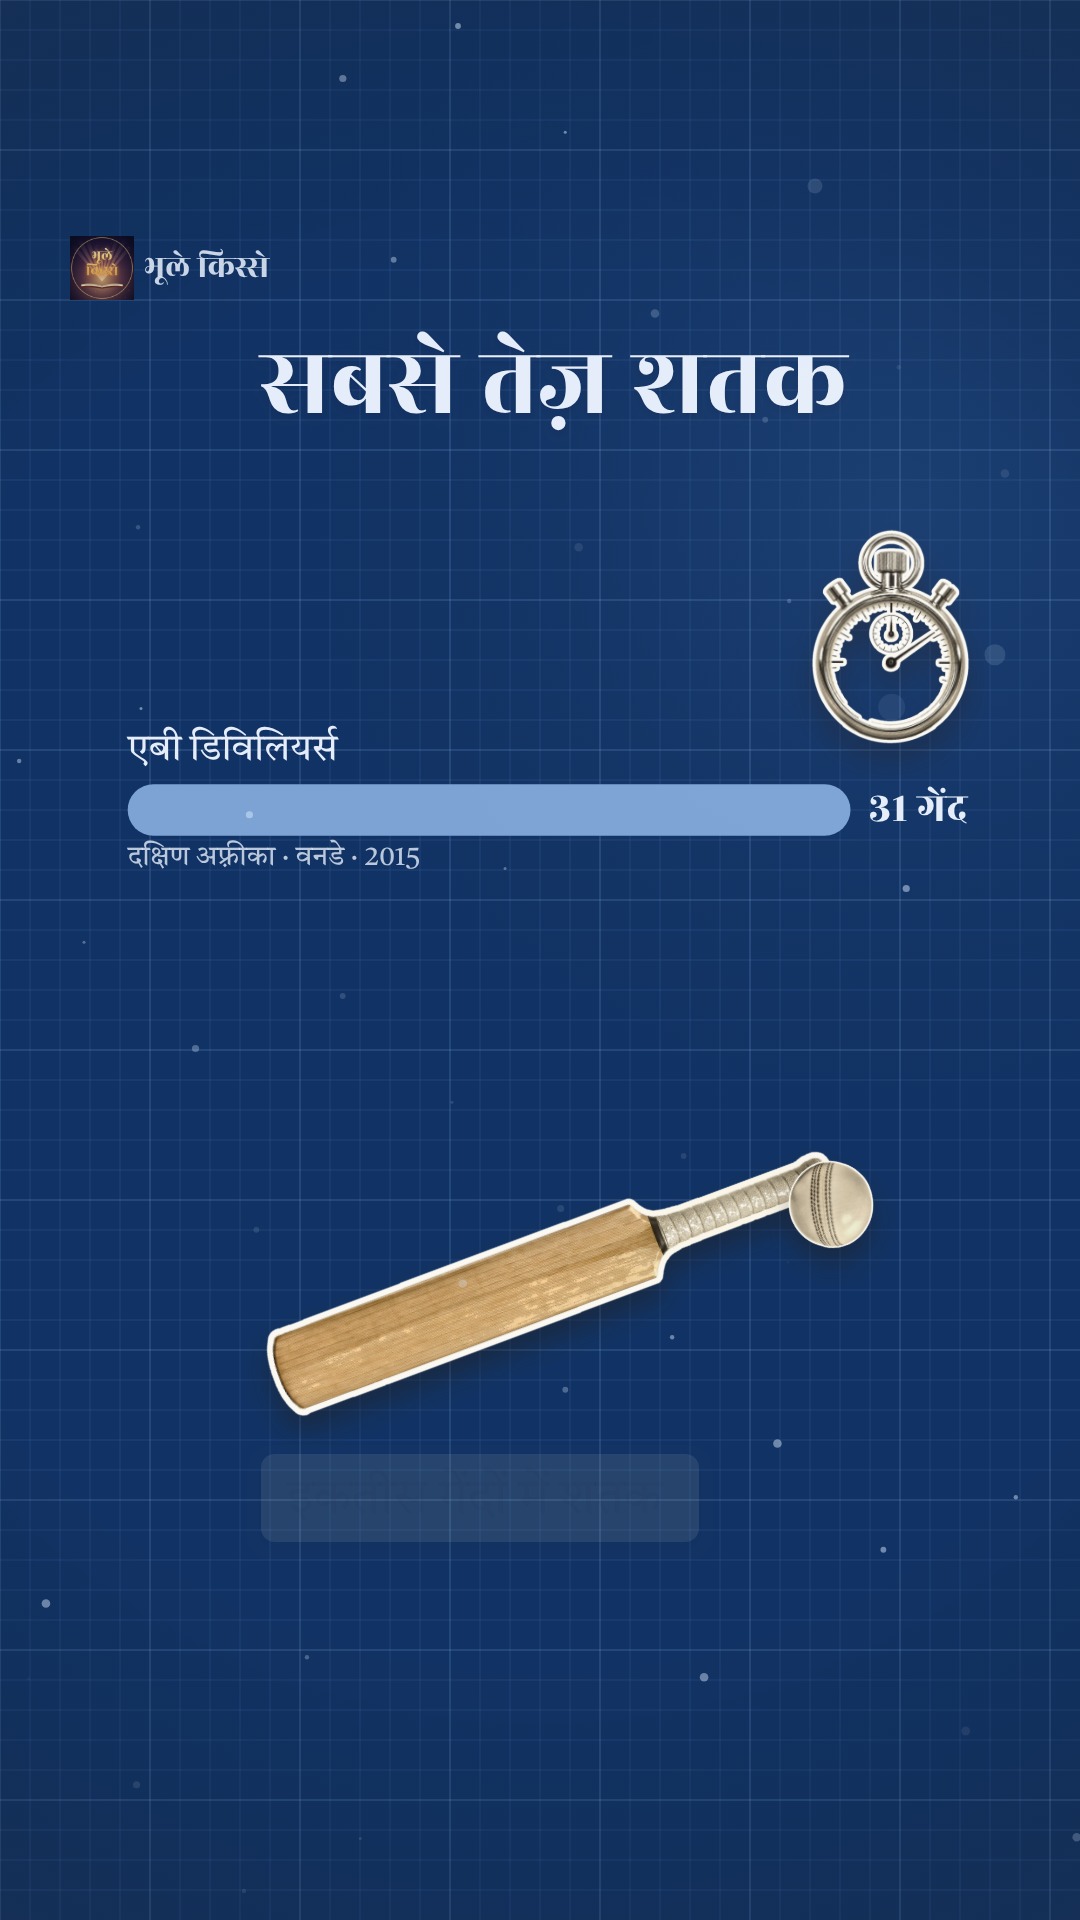 भूले किस्से
भूले किस्से
सबसे तेज़ शतक
एबी डिविलियर्स
31 गेंद
दक्षिण अफ़्रीका · वनडे · 2015